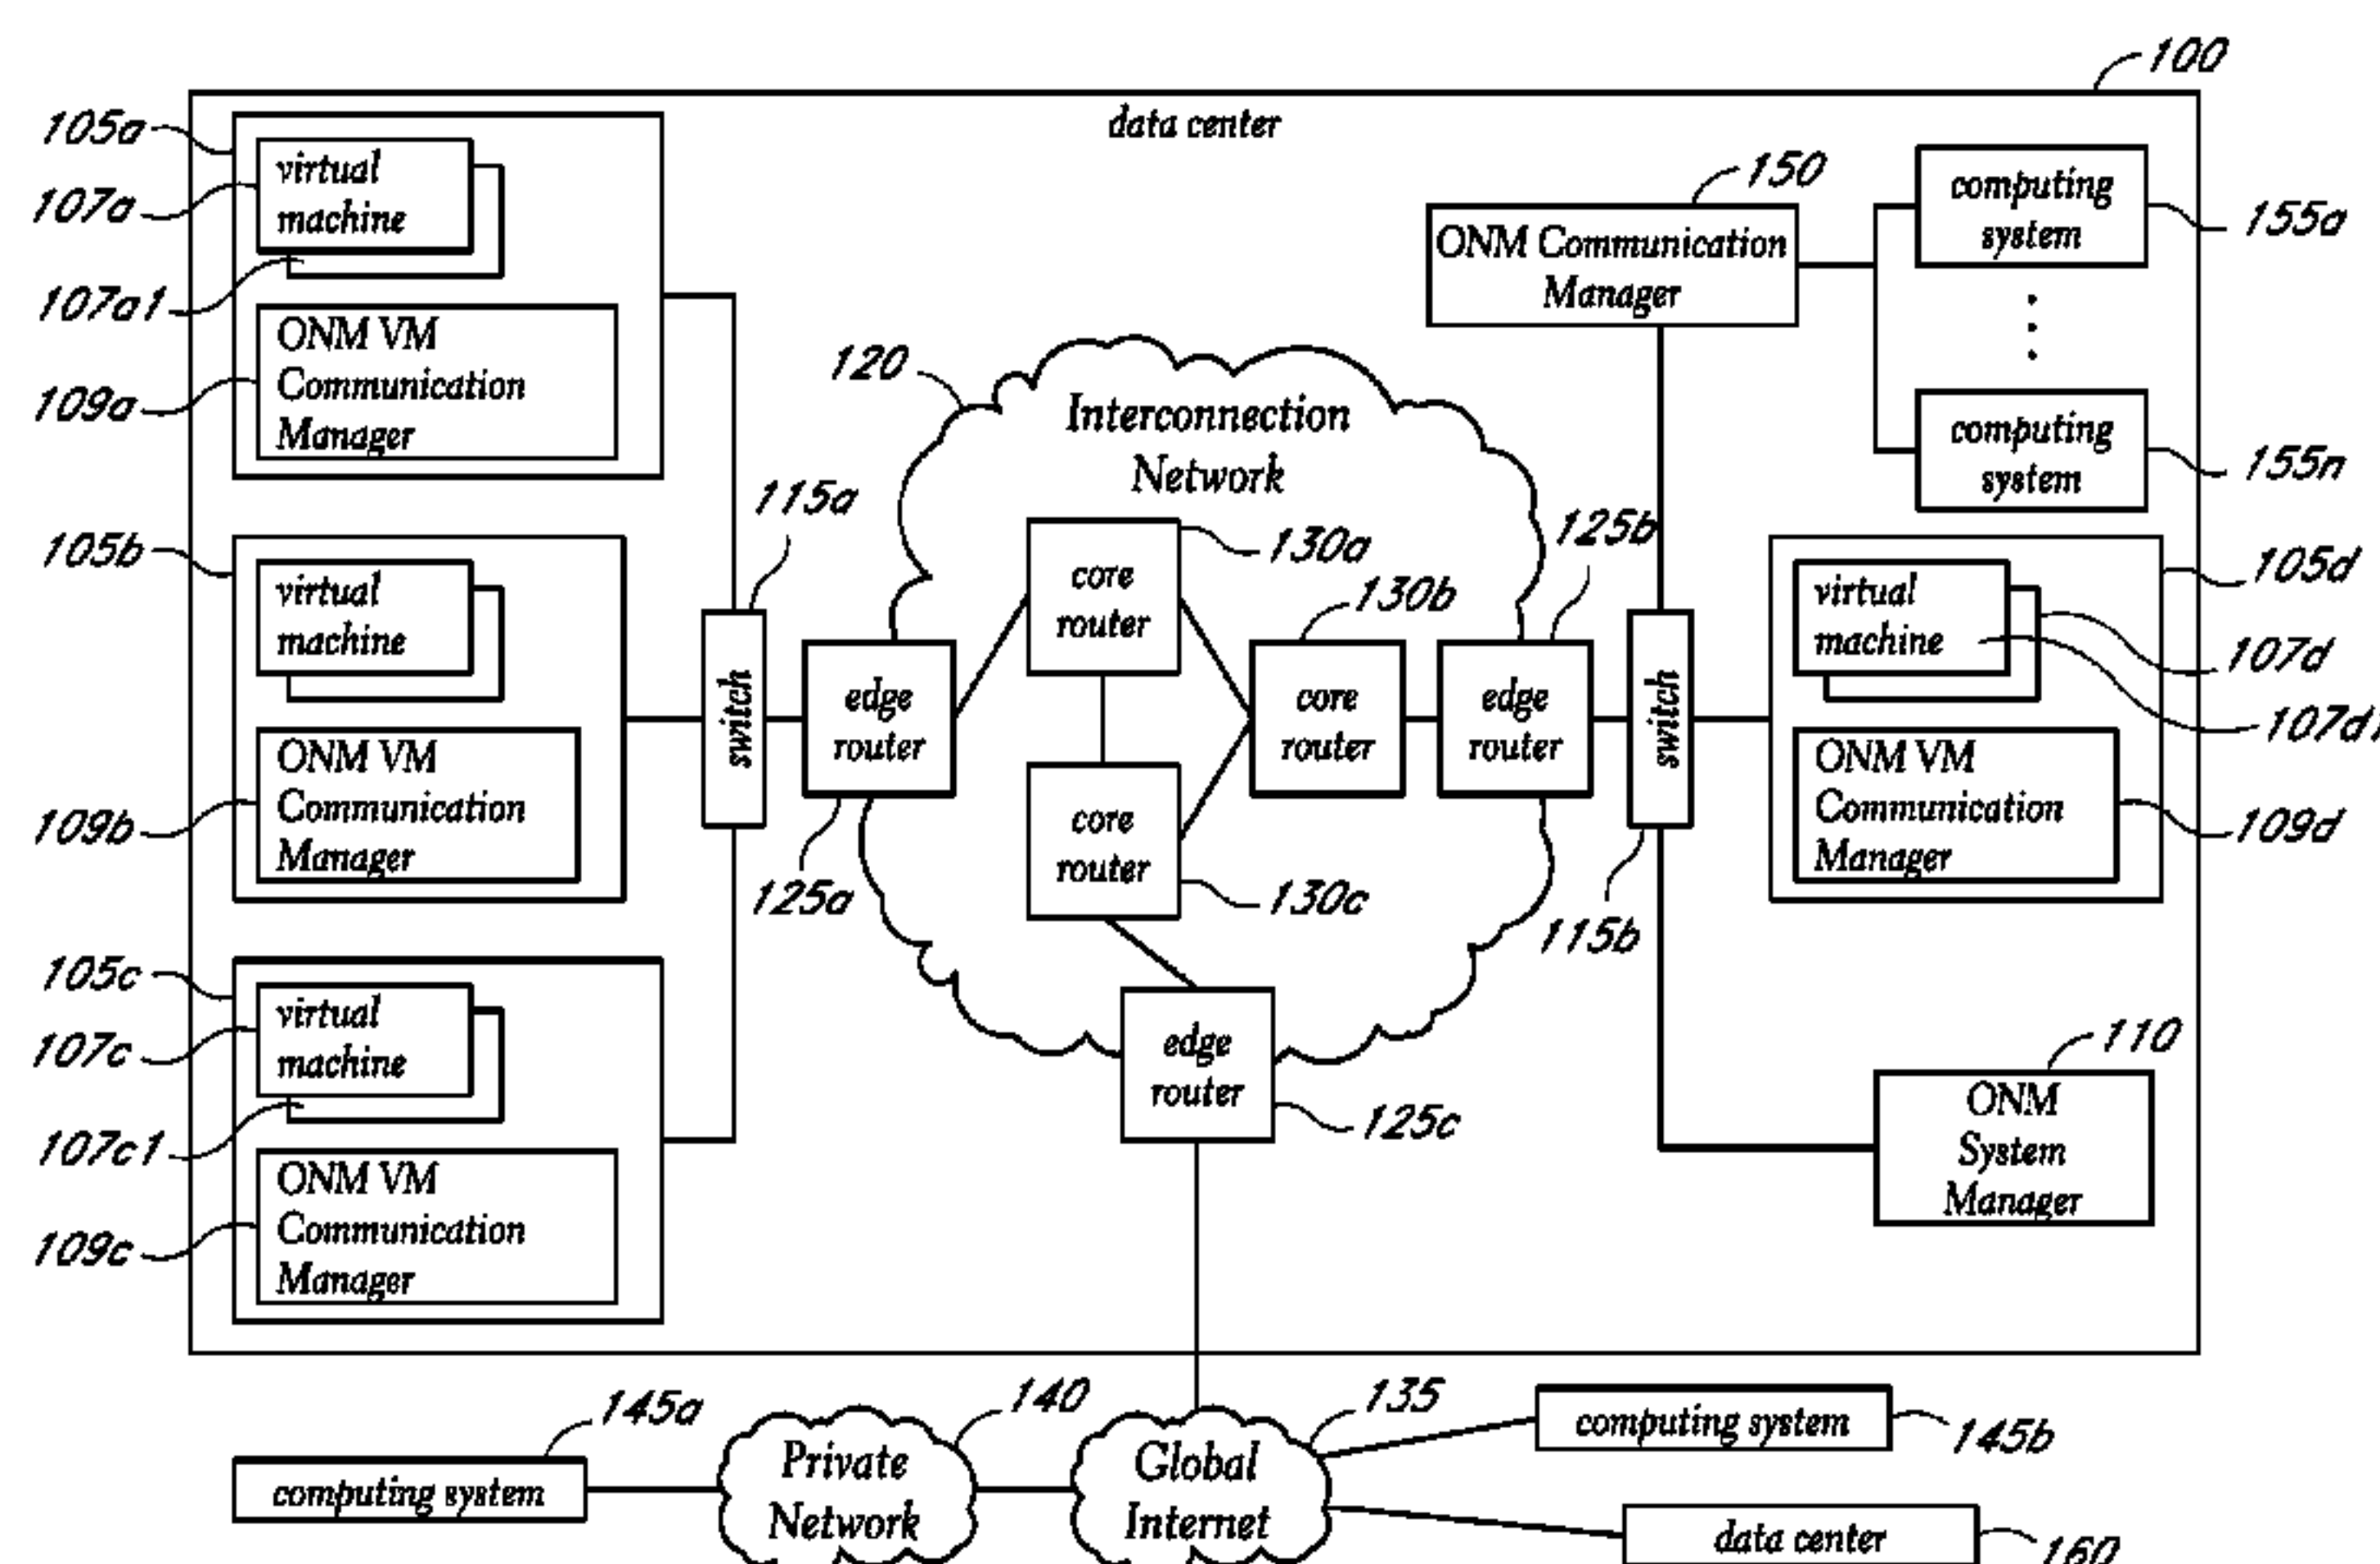 100
data center
105a
virtual
machine
107a
107a1
ONM VM
Communication
Manager
109a
150
ONM Communication
Manager
computing
system
155a
computing
system
155n
120
Interconnection
Network
115a
switch
105b
virtual
machine
ONM VM
Communication
Manager
109b
edge
router
125a
core
router
130a
core
router
130b
core
router
130c
edge
router
125b
switch
115b
105d
virtual
machine
107d
107d1
ONM VM
Communication
Manager
109d
105c
virtual
machine
107c
107c1
ONM VM
Communication
Manager
109c
edge
router
125c
110
ONM
System
Manager
145a
computing system
140
Private
Network
135
Global
Internet
computing system
145b
data center
160